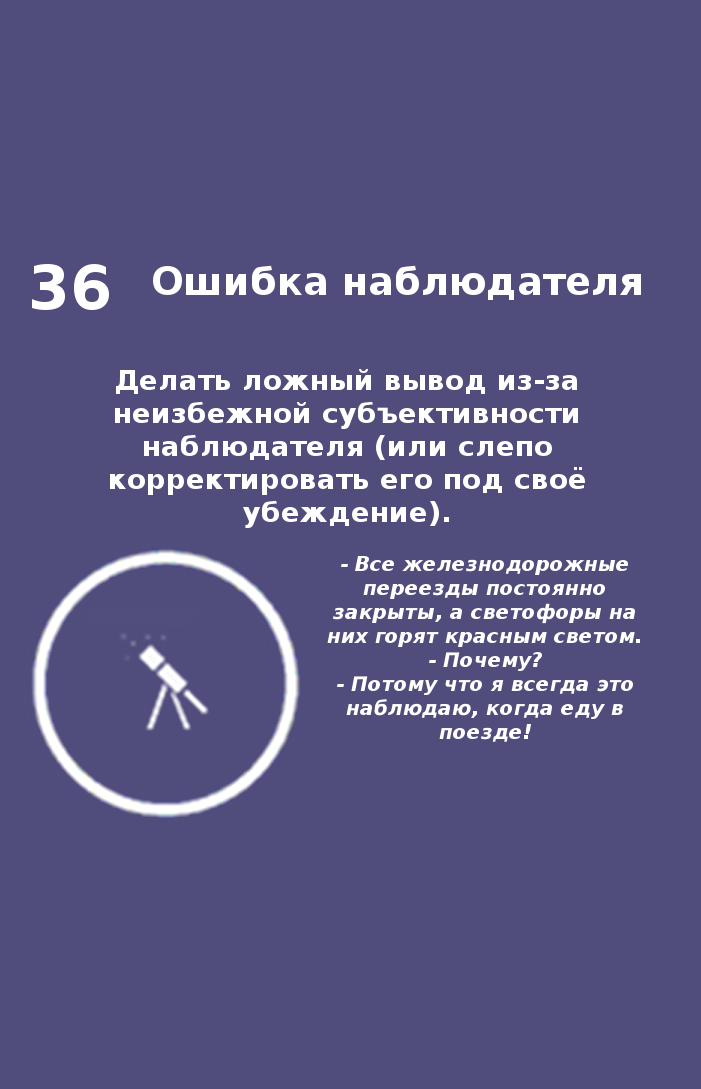 36 Ошибка наблюдателя
Делать ложный вывод из-за
неизбежной субъективности
наблюдателя (или слепо
корректировать его под своё
убеждение).
- Все железнодорожные
переезды постоянно
закрыты, а светофоры на
них горят красным светом.
- Почему?
- Потому что я всегда это
наблюдаю, когда еду в
поезде!